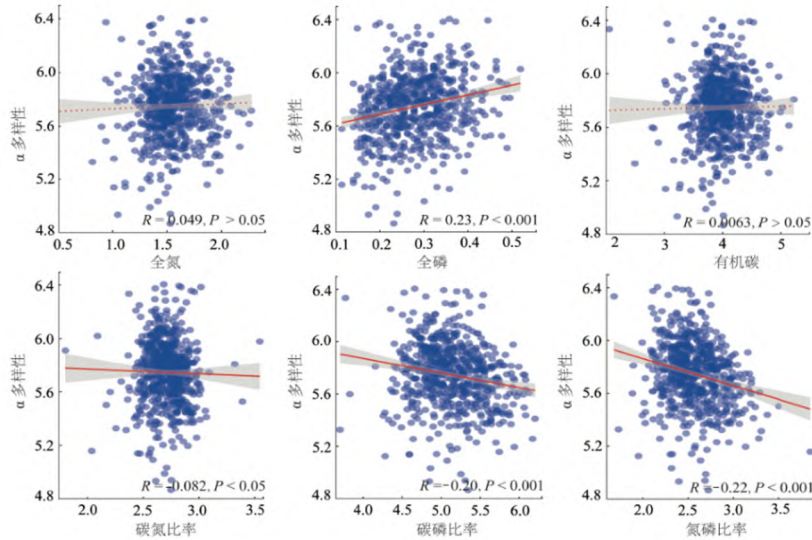 α 多样性
6.4
6.0
5.6
5.2
4.8
R = 0.049, P > 0.05
0.5 1.0 1.5 2.0
全氮
α 多样性
6.4
6.0
5.6
5.2
4.8
R = 0.23, P < 0.001
0.1 0.2 0.3 0.4 0.5
全磷
α 多样性
6.4
6.0
5.6
5.2
4.8
R = 0.0063, P > 0.05
2 3 4 5
有机碳
α 多样性
6.4
6.0
5.6
5.2
4.8
R = −0.082, P < 0.05
2.0 2.5 3.0 3.5
碳氮比率
α 多样性
6.4
6.0
5.6
5.2
4.8
R =−0.20, P < 0.001
4.0 4.5 5.0 5.5 6.0
碳磷比率
α 多样性
6.4
6.0
5.6
5.2
4.8
R =−0.22, P < 0.001
2.0 2.5 3.0 3.5
氮磷比率